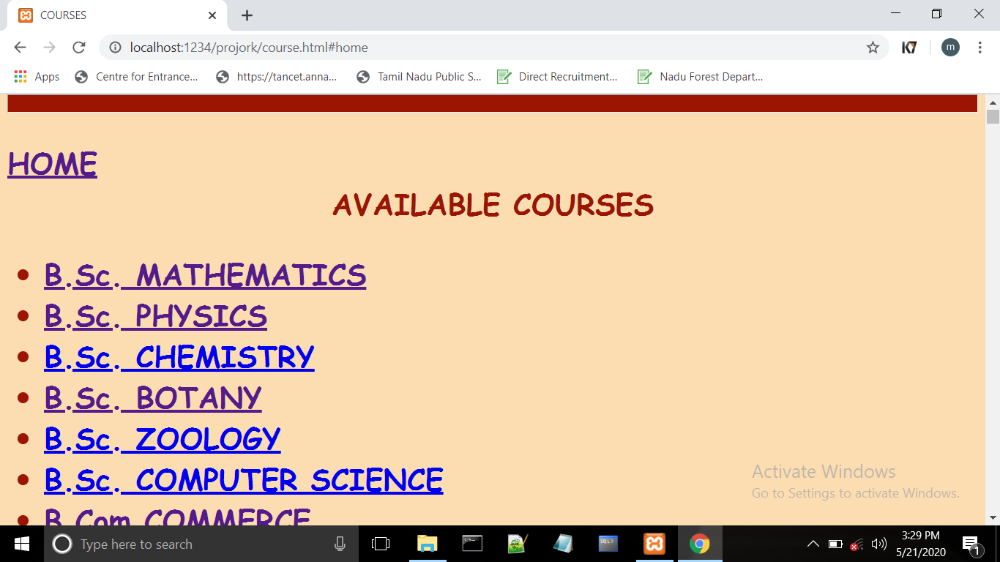 COURSES
localhost:1234/projork/course.html#home
m
Apps
Centre for Entrance...
https://tancet.anna...
Tamil Nadu Public S...
Direct Recruitment...
Nadu Forest Depart...
HOME
AVAILABLE COURSES
B.Sc. MATHEMATICS
B.Sc. PHYSICS
B.Sc. CHEMISTRY
B.Sc. BOTANY
B.Sc. ZOOLOGY
B.Sc. COMPUTER SCIENCE
B.Com COMMERCE
Activate Windows
Go to Settings to activate Windows.
Type here to search
SQL>
3:29 PM
5/21/2020
1